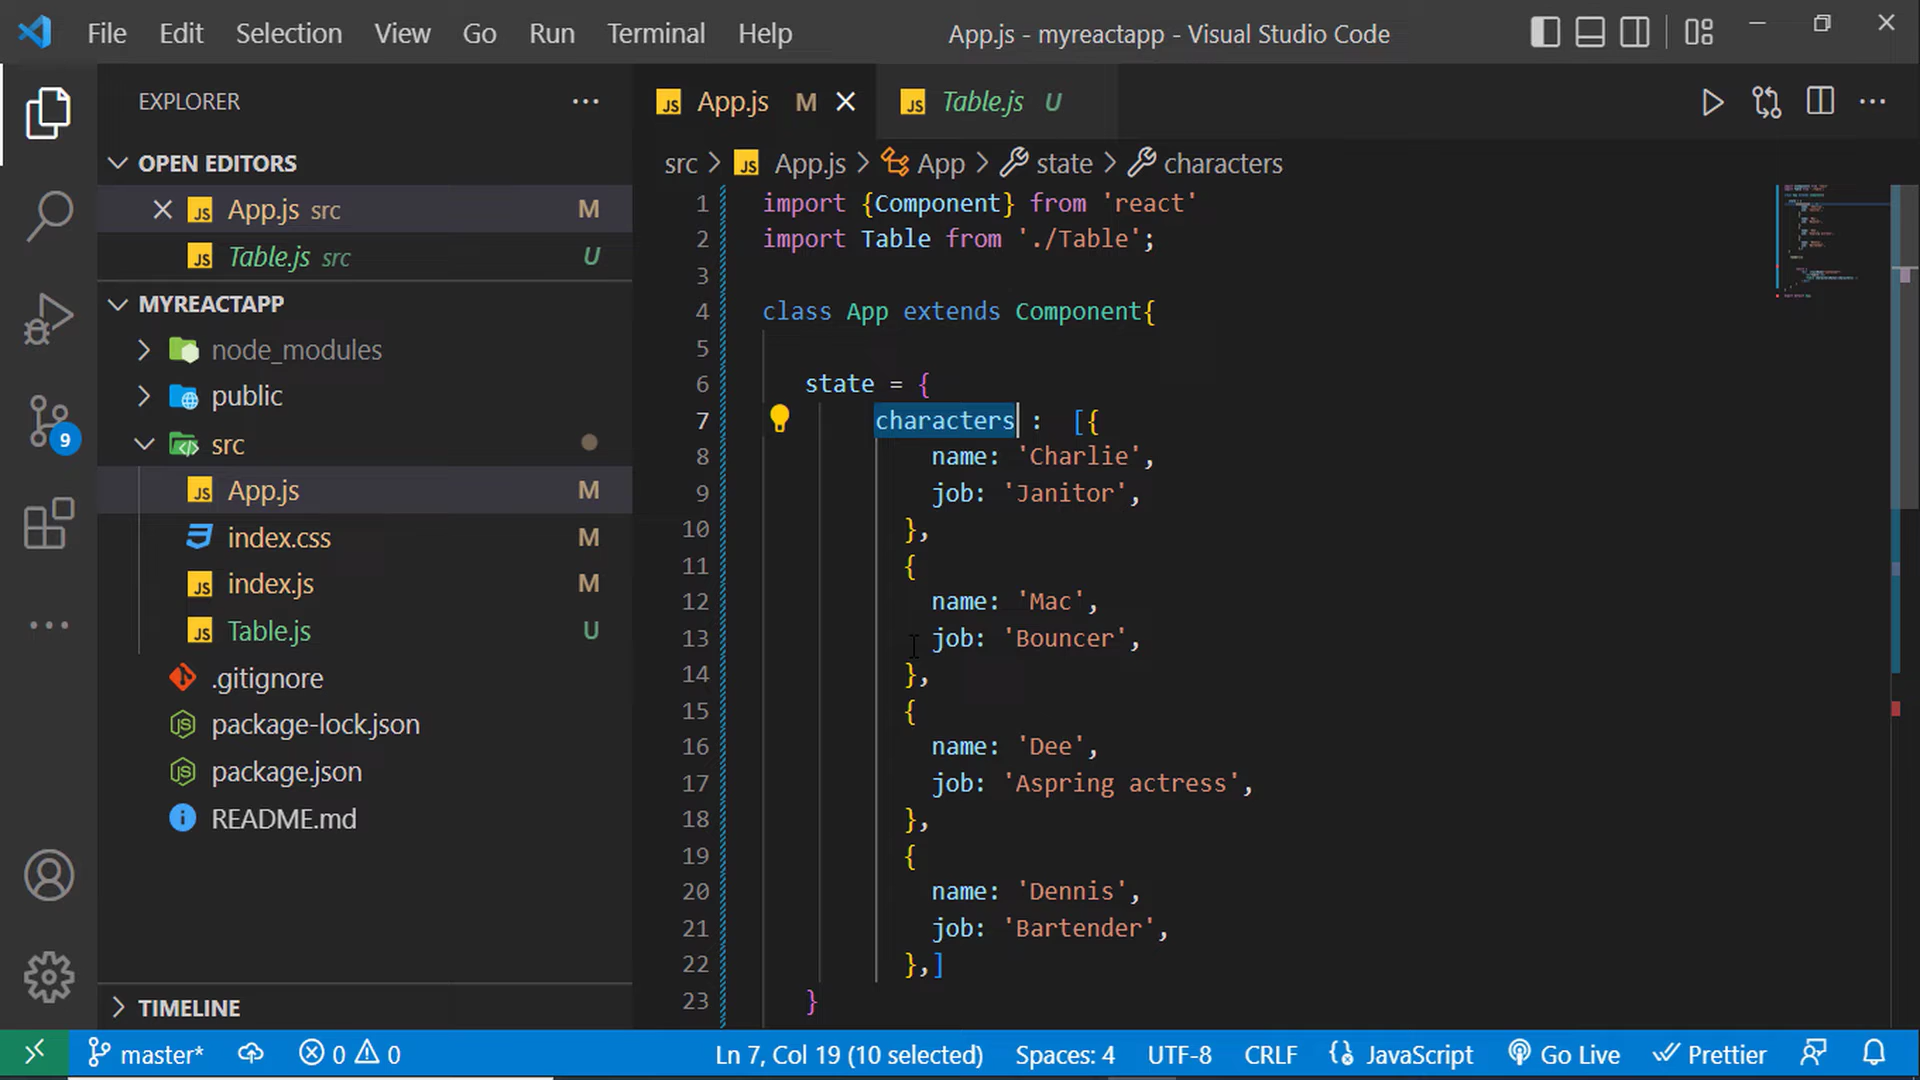 File Edit Selection View Go Run Terminal Help App.js - myreactapp - Visual Studio Code
EXPLORER
OPEN EDITORS
App.js src M
Table.js src U
MYREACTAPP
node_modules
public
src
App.js M
index.css M
index.js M
Table.js U
.gitignore
package-lock.json
package.json
README.md
TIMELINE
9
App.js M Table.js U
src App.js App state characters
1 import {Component} from 'react'
2 import Table from './Table';
3
4 class App extends Component{
5
6 state = {
7 characters : [{
8 name: 'Charlie',
9 job: 'Janitor',
10 },
11 {
12 name: 'Mac',
13 job: 'Bouncer',
14 },
15 {
16 name: 'Dee',
17 job: 'Aspring actress',
18 },
19 {
20 name: 'Dennis',
21 job: 'Bartender',
22 },]
23 }
master* 0 0 Ln 7, Col 19 (10 selected) Spaces: 4 UTF-8 CRLF JavaScript Go Live Prettier